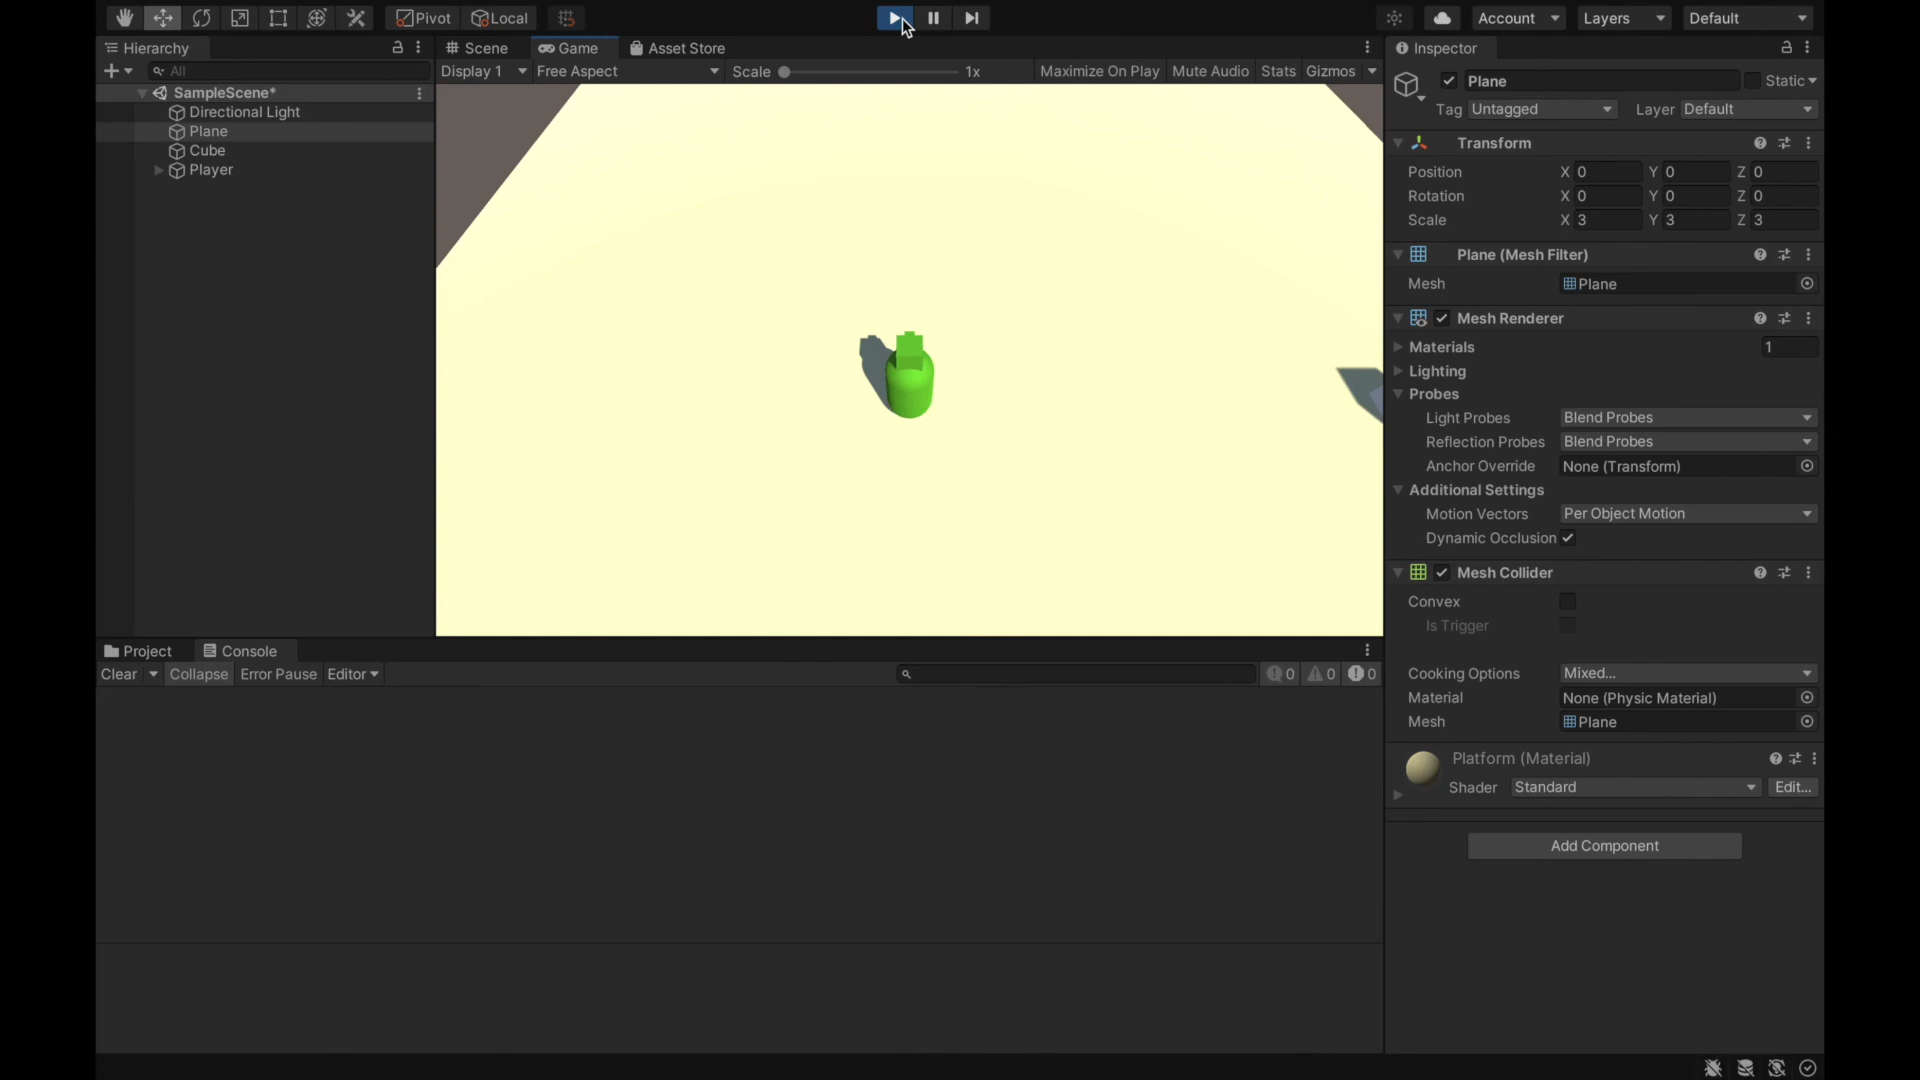 Pivot Local Account Layers Default
Hierarchy Scene Game Asset Store Inspector
All Display 1 Free Aspect Scale 1x Maximize On Play Mute Audio Stats Gizmos
SampleScene*
Directional Light
Plane
Cube
Player
Plane Static
Tag Untagged Layer Default
Transform
Position X 0 Y 0 Z 0
Rotation X 0 Y 0 Z 0
Scale X 3 Y 3 Z 3
Plane (Mesh Filter)
Mesh Plane
Mesh Renderer
Materials 1
Lighting
Probes
Light Probes Blend Probes
Reflection Probes Blend Probes
Anchor Override None (Transform)
Additional Settings
Motion Vectors Per Object Motion
Dynamic Occlusion
Mesh Collider
Convex
Is Trigger
Cooking Options Mixed...
Material None (Physic Material)
Mesh Plane
Platform (Material)
Shader Standard Edit...
Add Component
Project Console
Clear Collapse Error Pause Editor 0 0 0